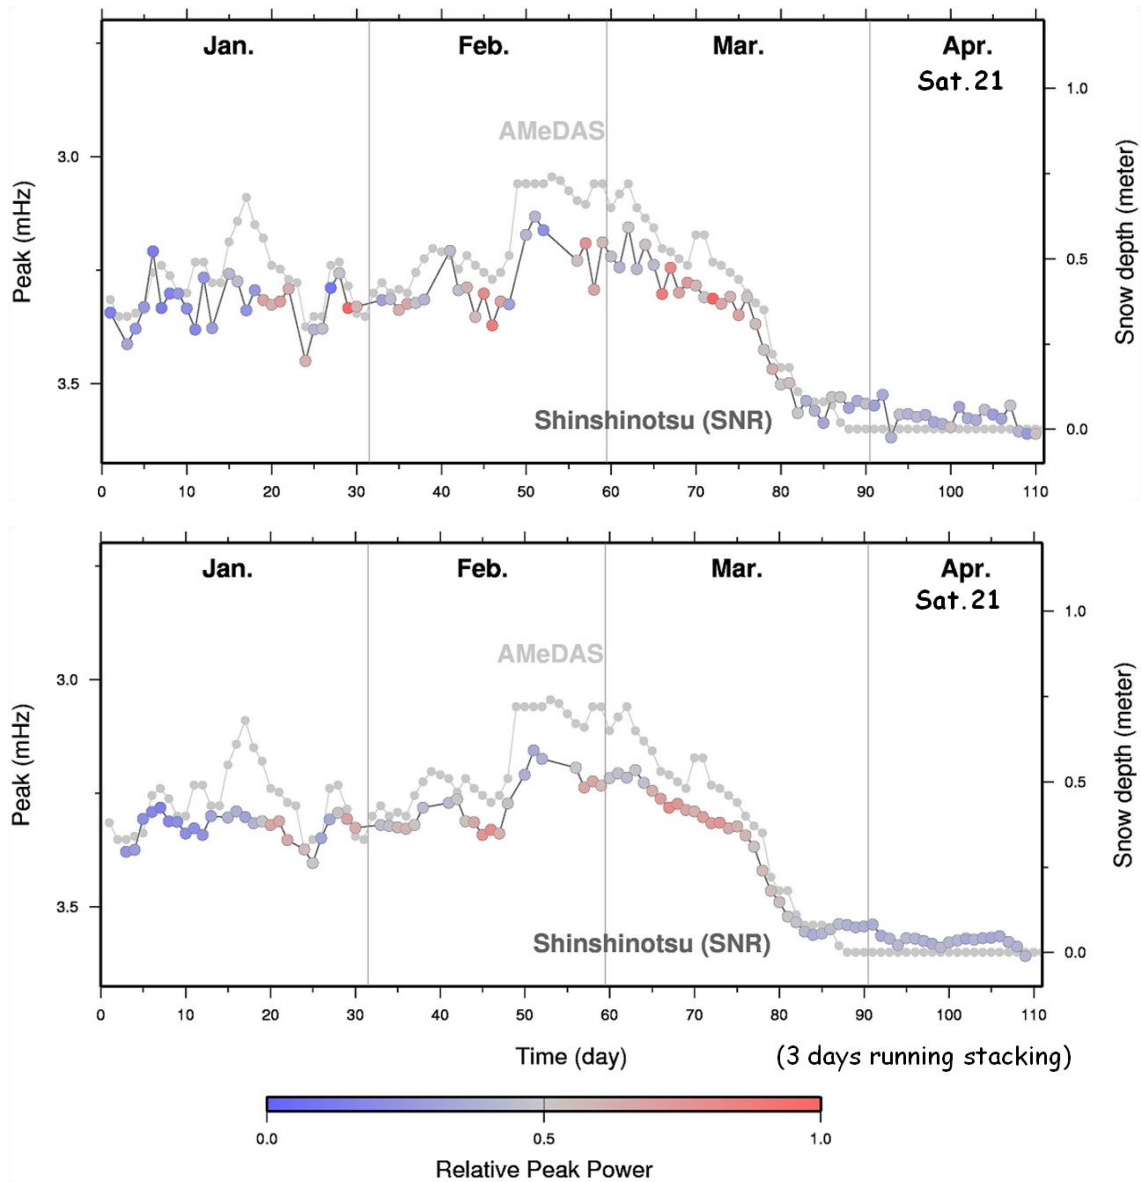 Jan. Feb. Mar. Apr.
Sat.21
AMeDAS
Shinshinotsu (SNR)
Peak (mHz)
3.0
3.5
Snow depth (meter)
1.0
0.5
0.0
0 10 20 30 40 50 60 70 80 90 100 110
Jan. Feb. Mar. Apr.
Sat.21
AMeDAS
Shinshinotsu (SNR)
Peak (mHz)
3.0
3.5
Snow depth (meter)
1.0
0.5
0.0
0 10 20 30 40 50 60 70 80 90 100 110
Time (day) (3 days running stacking)
0.0 0.5 1.0
Relative Peak Power